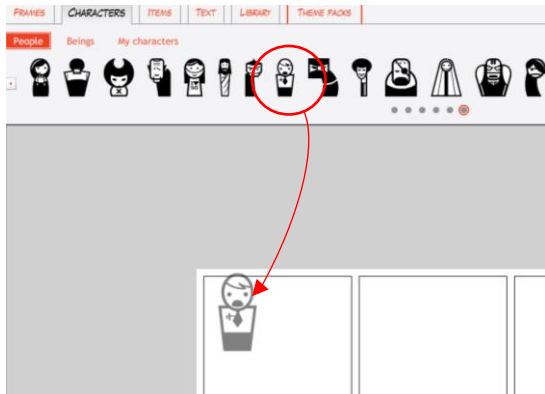 FRAMES CHARACTERS ITEMS TEXT LIBRARY THEME PACKS
People Beings My characters